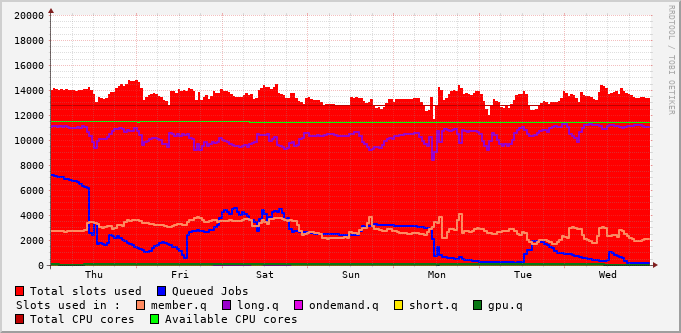 20000
18000
16000
14000
12000
10000
8000
6000
4000
2000
0
Thu Fri Sat Sun Mon Tue Wed
RRDTOOL / TOBI OETIKER
Total slots used Queued Jobs
Slots used in : member.q long.q ondemand.q short.q gpu.q
Total CPU cores Available CPU cores